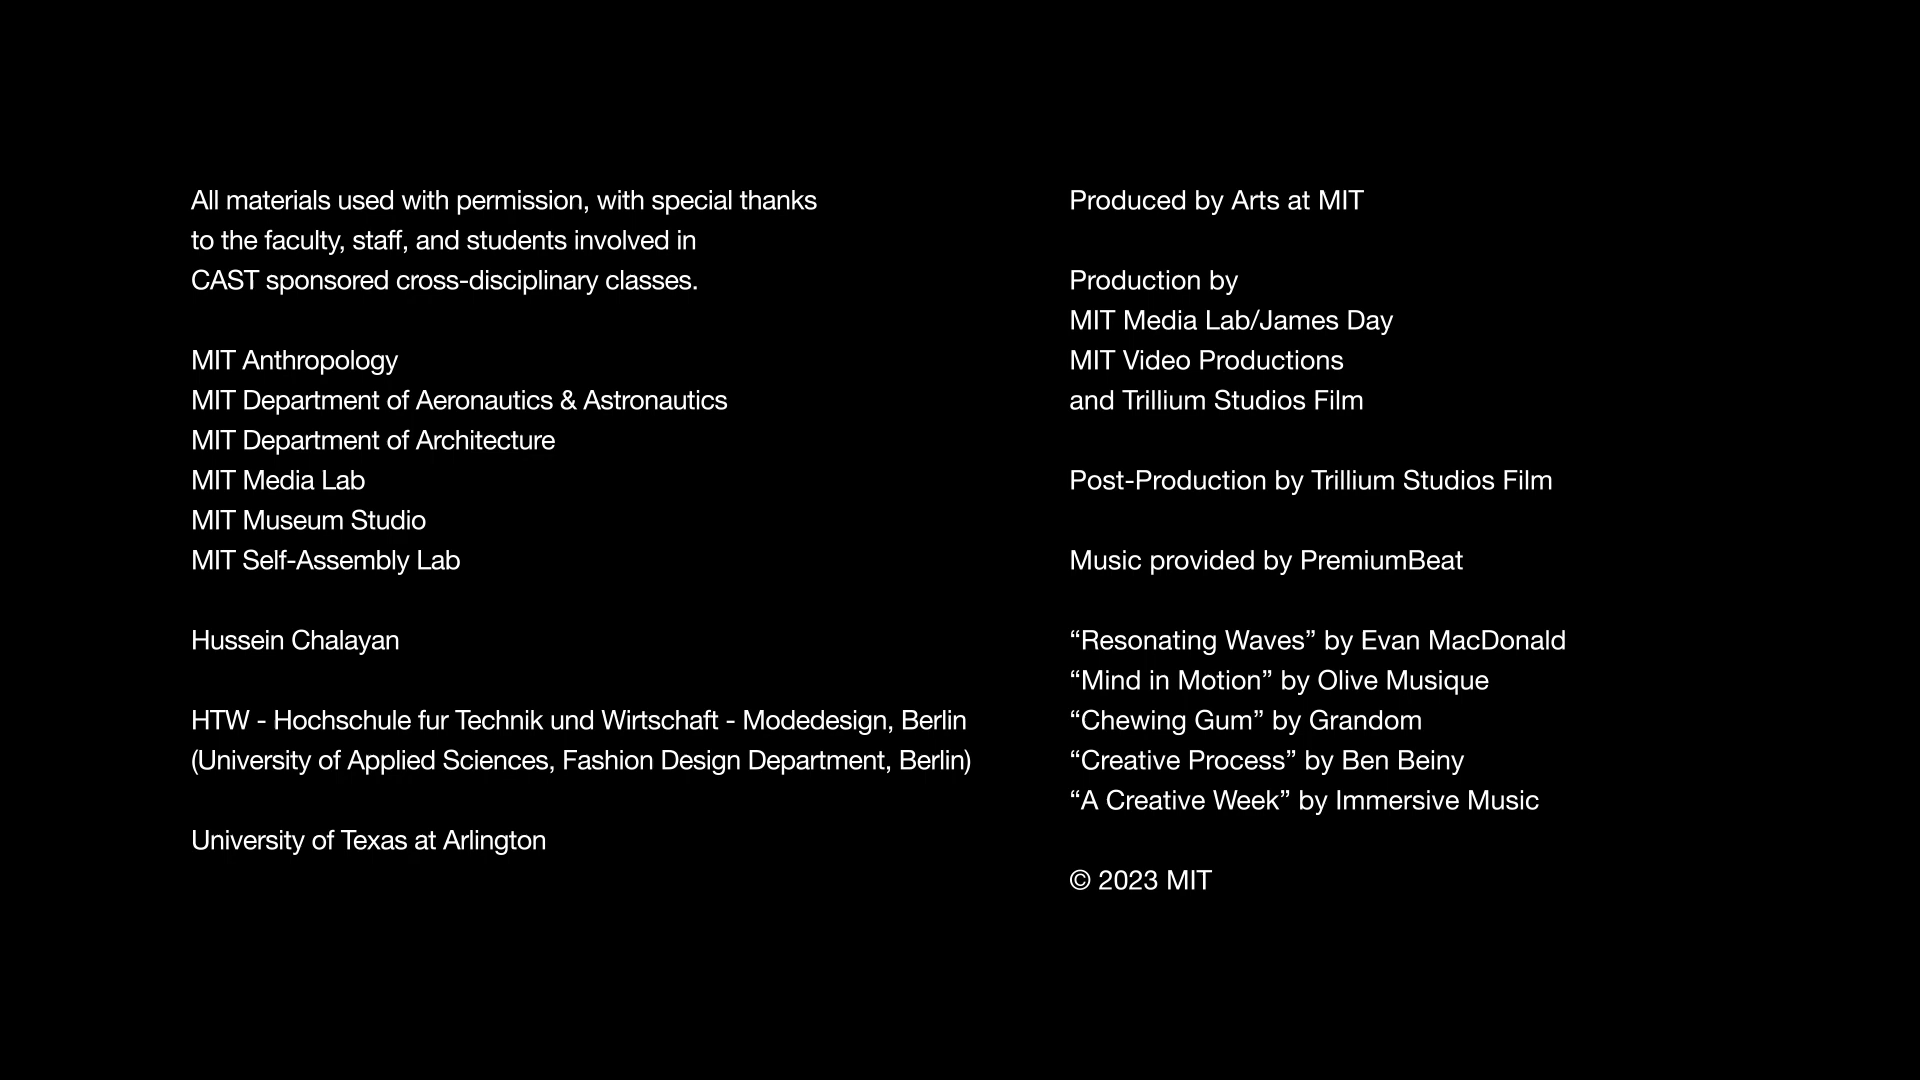 All materials used with permission, with special thanks
to the faculty, staff, and students involved in
CAST sponsored cross-disciplinary classes.
MIT Anthropology
MIT Department of Aeronautics & Astronautics
MIT Department of Architecture
MIT Media Lab
MIT Museum Studio
MIT Self-Assembly Lab
Hussein Chalayan
HTW - Hochschule fur Technik und Wirtschaft - Modedesign, Berlin
(University of Applied Sciences, Fashion Design Department, Berlin)
University of Texas at Arlington
Produced by Arts at MIT
Production by
MIT Media Lab/James Day
MIT Video Productions
and Trillium Studios Film
Post-Production by Trillium Studios Film
Music provided by PremiumBeat
“Resonating Waves” by Evan MacDonald
“Mind in Motion” by Olive Musique
“Chewing Gum” by Grandom
“Creative Process” by Ben Beiny
“A Creative Week” by Immersive Music
© 2023 MIT